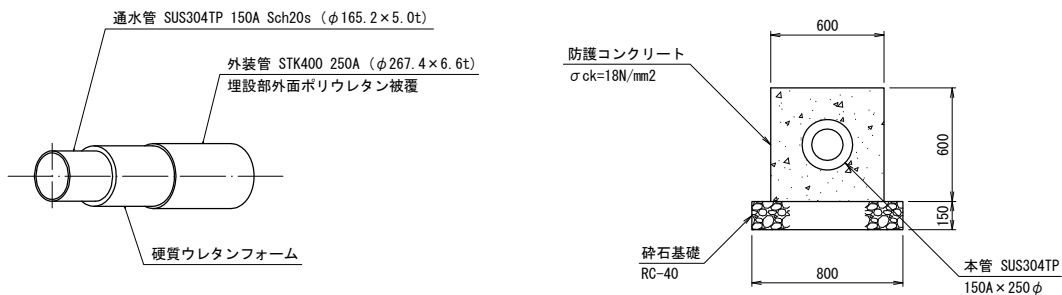 通水管 SUS304TP 150A Sch20s (φ165.2×5.0t)
外装管 STK400 250A (φ267.4×6.6t)
埋設部外面ポリウレタン被覆
硬質ウレタンフォーム
600
防護コンクリート
σck=18N/mm2
600
150
砕石基礎
RC-40
800
本管 SUS304TP
150A×250φ